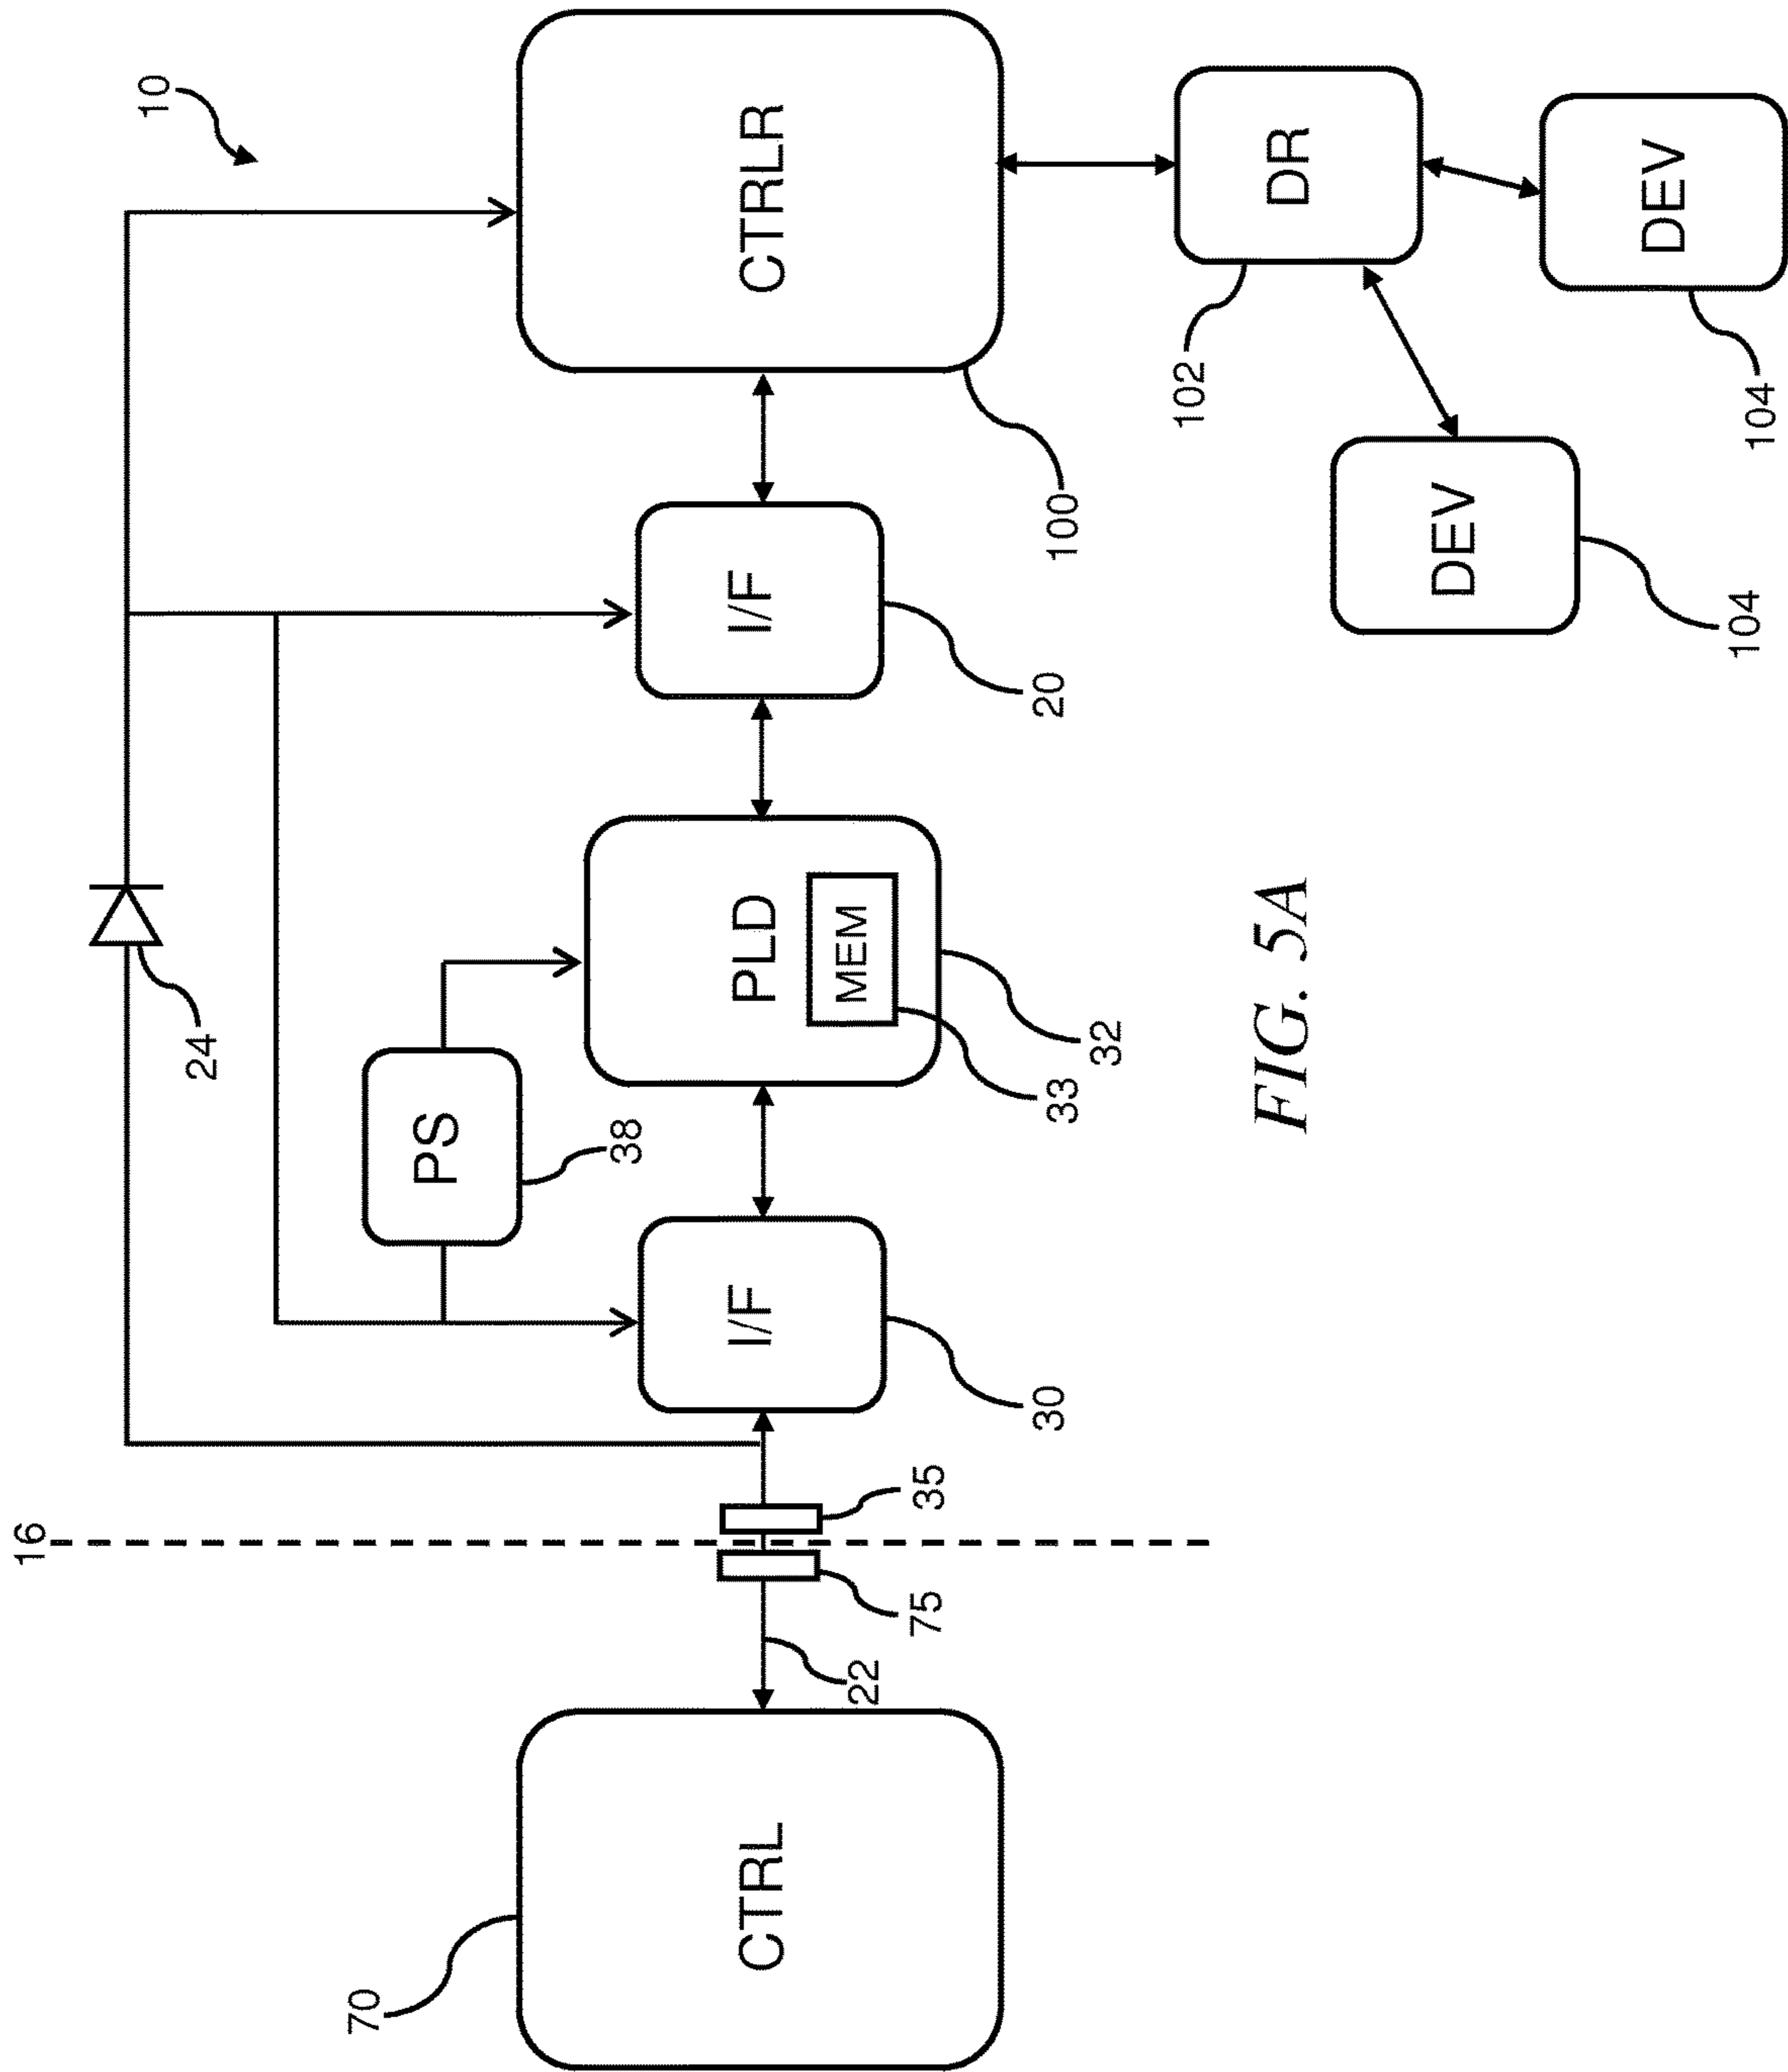 10
24
16
PS
38
70
CTRL
22
75
35
I/F
30
PLD
MEM
33
32
I/F
20
CTRLR
100
DR
102
DEV
104
DEV
104
FIG. 5A